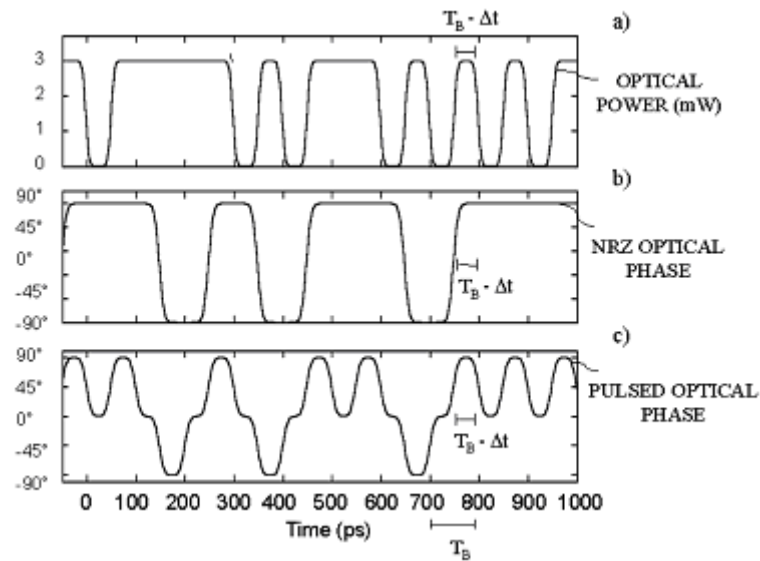 T_B - Δt
a)
3
2
1
0
OPTICAL
POWER (mW)
b)
90°
45°
0°
-45°
-90°
T_B - Δt
NRZ OPTICAL
PHASE
c)
90°
45°
0°
-45°
-90°
T_B - Δt
PULSED OPTICAL
PHASE
0 100 200 300 400 500 600 700 800 900 1000
Time (ps)
T_B